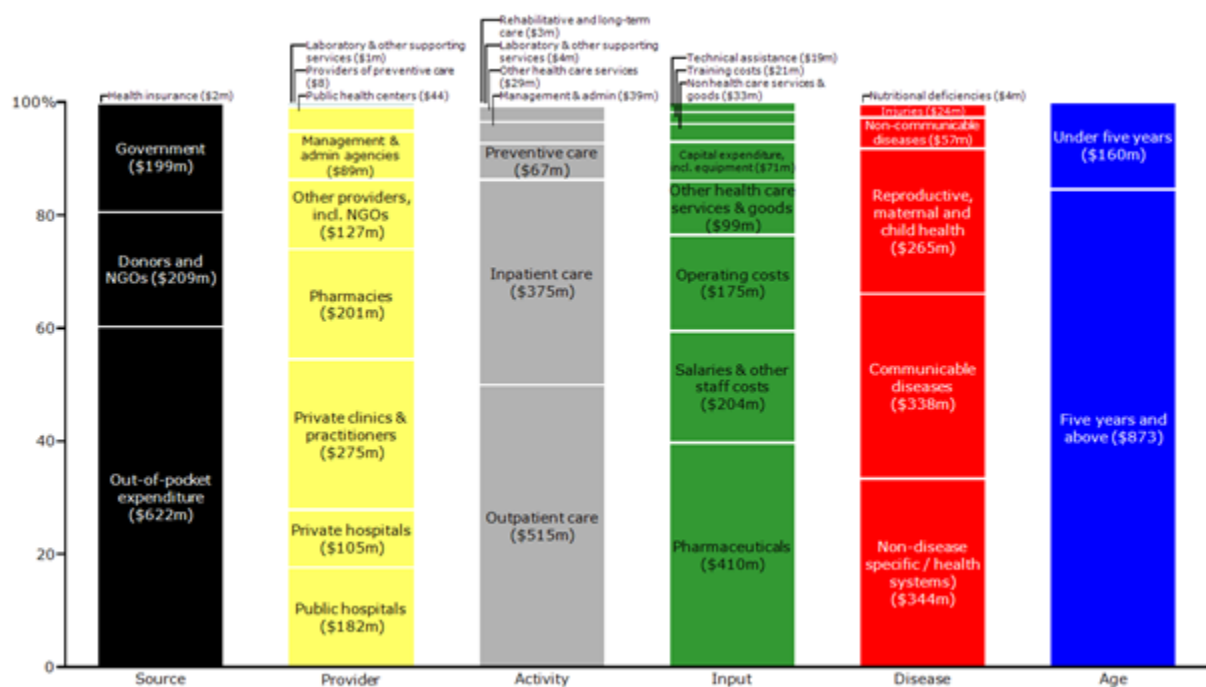 Rehabilitative and long-term
care ($3m)
Laboratory & other supporting
services ($4m)
Other health care services
($29m)
Management & admin ($39m)
Laboratory & other supporting
services ($1m)
Providers of preventive care
($8)
Public health centers ($44)
Technical assistance ($19m)
Training costs ($21m)
Non health care services &
goods ($33m)
Health insurance ($2m)
Nutritional deficiencies ($4m)
100%
80
60
40
20
0
Government
($199m)
Donors and
NGOs ($209m)
Out-of-pocket
expenditure
($622m)
Management &
admin agencies
($89m)
Other providers,
incl. NGOs
($127m)
Pharmacies
($201m)
Private clinics &
practitioners
($275m)
Private hospitals
($105m)
Public hospitals
($182m)
Preventive care
($67m)
Inpatient care
($375m)
Outpatient care
($515m)
Capital expenditure,
incl. equipment ($71m)
Other health care
services & goods
($99m)
Operating costs
($175m)
Salaries & other
staff costs
($204m)
Pharmaceuticals
($410m)
Injuries ($24m)
Non-communicable
diseases ($57m)
Reproductive,
maternal and
child health
($265m)
Communicable
diseases
($338m)
Non-disease
specific / health
systems)
($344m)
Under five years
($160m)
Five years and
above ($873)
Source
Provider
Activity
Input
Disease
Age